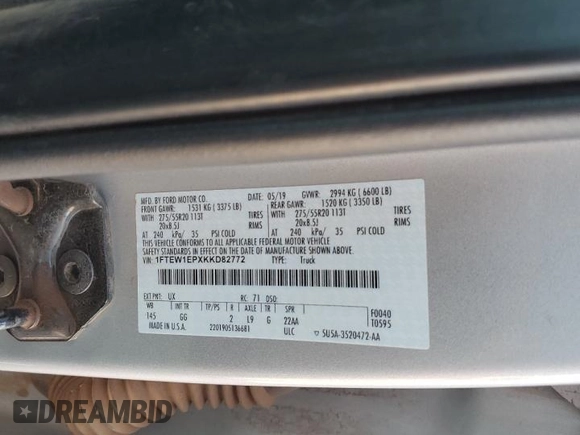 MFD. BY FORD MOTOR CO.
DATE: 05/19 GVWR: 2994 KG ( 6600 LB)
FRONT GAWR: 1531 KG ( 3375 LB) REAR GAWR: 1520 KG ( 3350 LB)
WITH 275/55R20 113T TIRES WITH 275/55R20 113T TIRES
20x8.5J RIMS 20x8.5J RIMS
AT 240 kPa/ 35 PSI COLD AT 240 kPa/ 35 PSI COLD
THIS VEHICLE CONFORMS TO ALL APPLICABLE FEDERAL MOTOR VEHICLE
SAFETY STANDARDS IN EFFECT ON THE DATE OF MANUFACTURE SHOWN ABOVE.
VIN: 1FTEW1EPXKKD82772 TYPE: Truck
EXT PNT: UX RC: 71 DSO:
WB INT TR TP/PS R AXLE TR SPR F0040
145 GG 2 L9 G 22AA T0595
MADE IN U.S.A. 2201905136681 ULC 5U5A-3520472-AA
DREAMBID